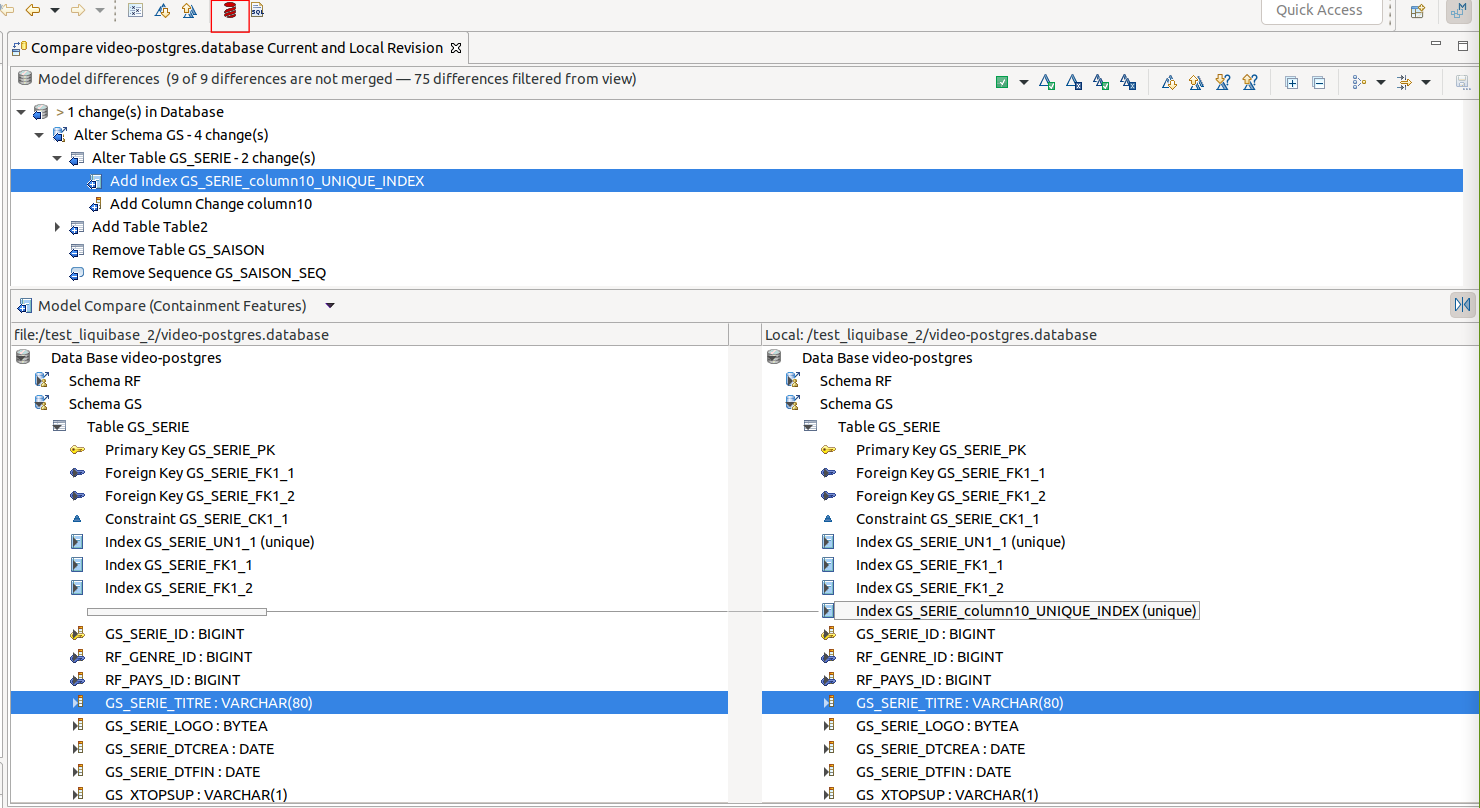 SQL
Quick Access
M
Compare video-postgres.database Current and Local Revision
Model differences (9 of 9 differences are not merged — 75 differences filtered from view)
> 1 change(s) in Database
Alter Schema GS - 4 change(s)
Alter Table GS_SERIE - 2 change(s)
Add Index GS_SERIE_column10_UNIQUE_INDEX
Add Column Change column10
Add Table Table2
Remove Table GS_SAISON
Remove Sequence GS_SAISON_SEQ
Model Compare (Containment Features)
file:/test_liquibase_2/video-postgres.database
Data Base video-postgres
Schema RF
Schema GS
Table GS_SERIE
Primary Key GS_SERIE_PK
Foreign Key GS_SERIE_FK1_1
Foreign Key GS_SERIE_FK1_2
Constraint GS_SERIE_CK1_1
Index GS_SERIE_UN1_1 (unique)
Index GS_SERIE_FK1_1
Index GS_SERIE_FK1_2
GS_SERIE_ID : BIGINT
RF_GENRE_ID : BIGINT
RF_PAYS_ID : BIGINT
GS_SERIE_TITRE : VARCHAR(80)
GS_SERIE_LOGO : BYTEA
GS_SERIE_DTCREA : DATE
GS_SERIE_DTFIN : DATE
GS_XTOPSUP : VARCHAR(1)
Local: /test_liquibase_2/video-postgres.database
Data Base video-postgres
Schema RF
Schema GS
Table GS_SERIE
Primary Key GS_SERIE_PK
Foreign Key GS_SERIE_FK1_1
Foreign Key GS_SERIE_FK1_2
Constraint GS_SERIE_CK1_1
Index GS_SERIE_UN1_1 (unique)
Index GS_SERIE_FK1_1
Index GS_SERIE_FK1_2
Index GS_SERIE_column10_UNIQUE_INDEX (unique)
GS_SERIE_ID : BIGINT
RF_GENRE_ID : BIGINT
RF_PAYS_ID : BIGINT
GS_SERIE_TITRE : VARCHAR(80)
GS_SERIE_LOGO : BYTEA
GS_SERIE_DTCREA : DATE
GS_SERIE_DTFIN : DATE
GS_XTOPSUP : VARCHAR(1)